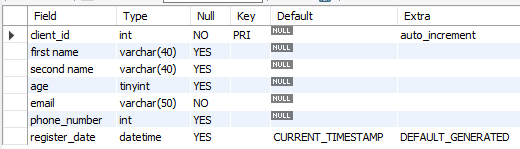 Field Type Null Key Default Extra
client_id int NO PRI NULL auto_increment
first name varchar(40) YES NULL
second name varchar(40) YES NULL
age tinyint YES NULL
email varchar(50) NO NULL
phone_number int YES NULL
register_date datetime YES CURRENT_TIMESTAMP DEFAULT_GENERATED